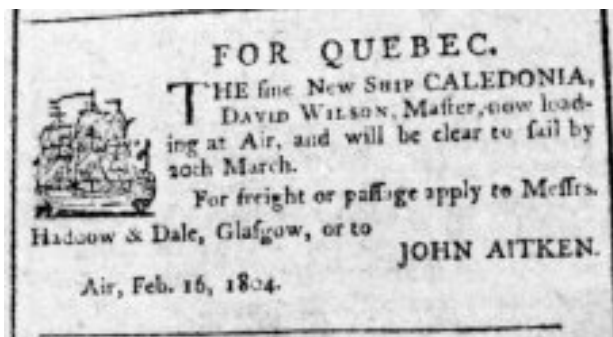 FOR QUEBEC.
THE fine New SHIP CALEDONIA,
DAVID WILSON, Maſter, now load-
ing at Air, and will be clear to ſail by
20th March.
For freight or paſſage apply to Meſſrs.
Haddow & Dale, Glaſgow, or to
JOHN AITKEN.
Air, Feb. 16, 1804.